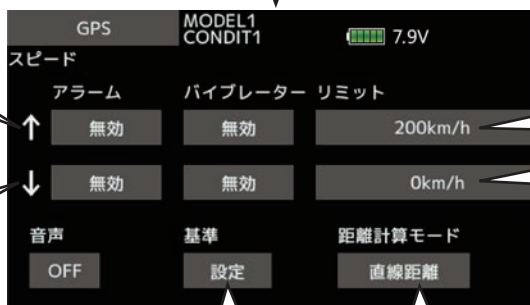 GPS
MODEL1
CONDIT1
7.9V
スピード
アラーム バイブレーター リミット
↑ 無効 無効 200km/h
↓ 無効 無効 0km/h
音声 基準 距離計算モード
OFF 設定 直線距離